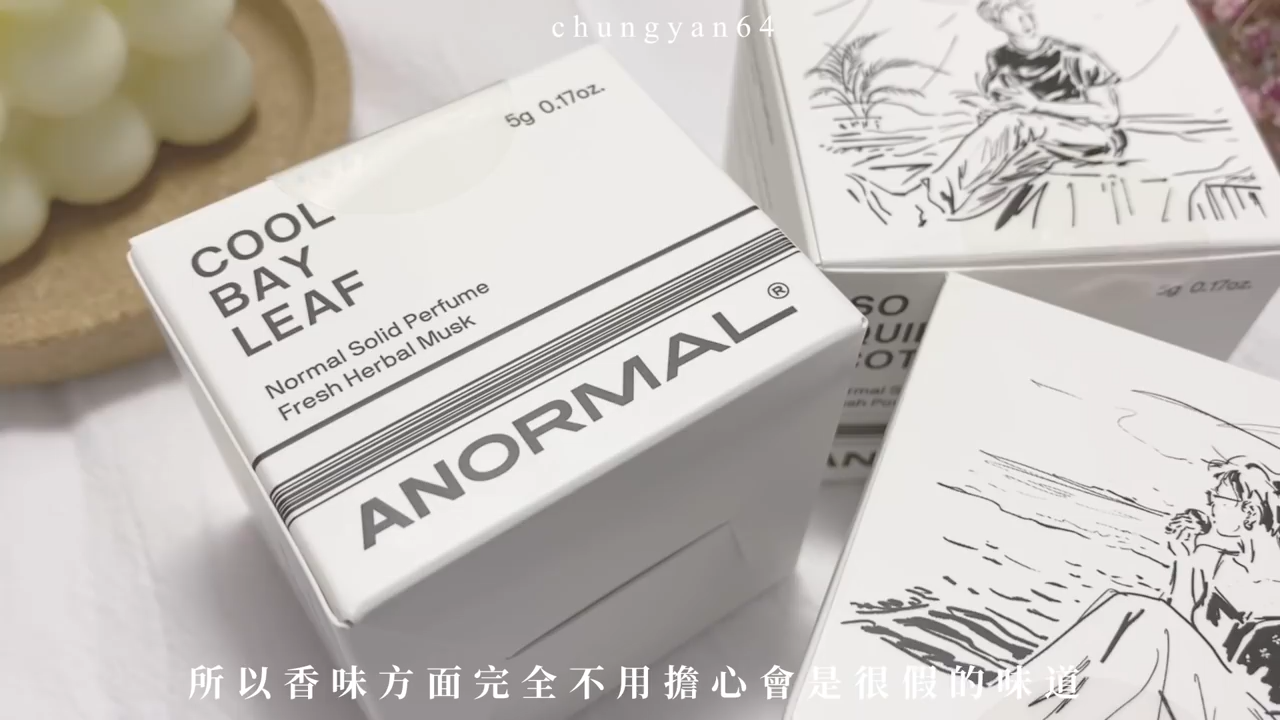 chungyan64
5g 0.17oz.
COOL
BAY
LEAF
Normal Solid Perfume
Fresh Herbal Musk
ANORMAL®
SO
5g 0.17oz.
所以香味方面完全不用擔心會是很假的味道